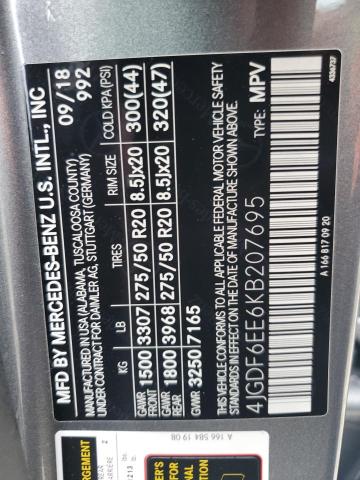 MFD BY MERCEDES-BENZ U.S. INTL., INC
MANUFACTURED IN USA (ALABAMA, TUSCALOOSA COUNTY)
UNDER CONTRACT FOR DAIMLER AG, STUTTGART (GERMANY)
09/18
992
KG LB TIRES RIM SIZE COLD KPA(PSI)
GAWR FRONT 1500 3307 275/50 R20 8.5Jx20 300(44)
GAWR REAR 1800 3968 275/50 R20 8.5Jx20 320(47)
GVWR 3250 7165
THIS VEHICLE CONFORMS TO ALL APPLICABLE FEDERAL MOTOR VEHICLE SAFETY
STANDARDS IN EFFECT ON THE DATE OF MANUFACTURE SHOWN ABOVE.
4JGDF6EE6KB207695 TYPE: MPV
A 166 817 09 20
4336737
A 166 584 19 08
2
1213